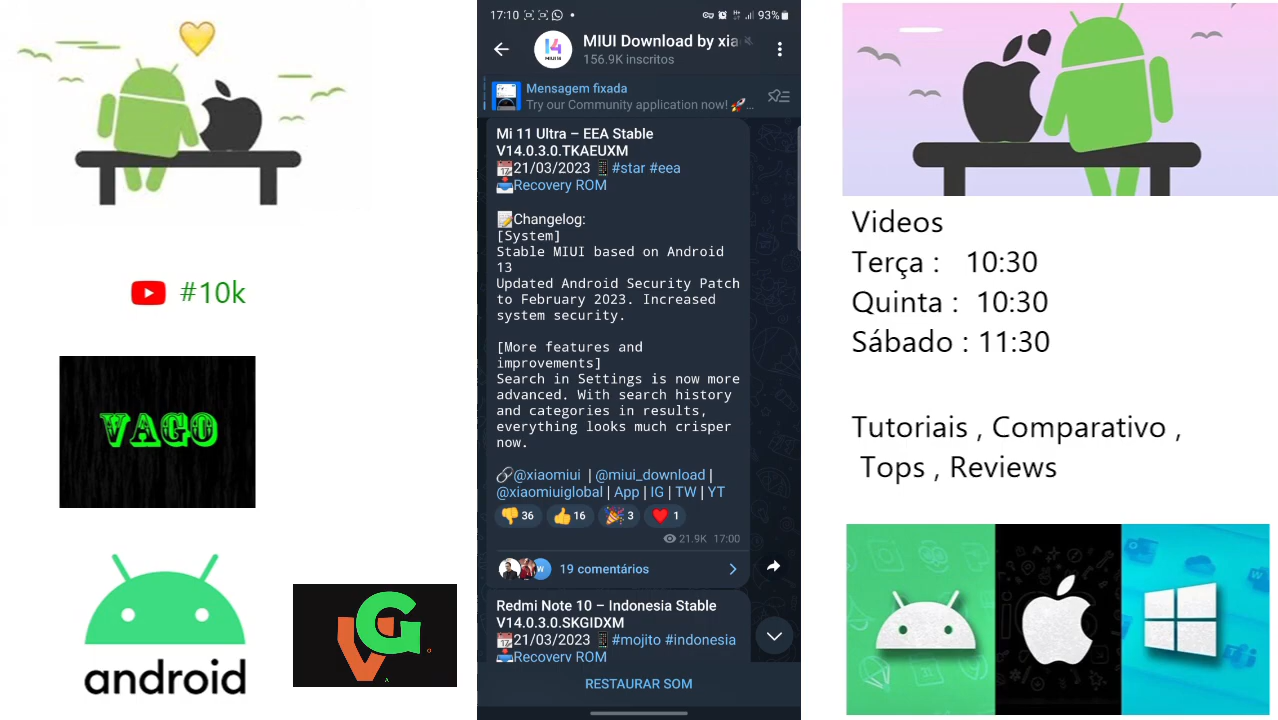 #10k
VAGO
android
VG
O
A
17:10
93%
14
MIUI 14
MIUI Download by xia
156.9K inscritos
Mensagem fixada
Try our Community application now! 🚀...
Mi 11 Ultra – EEA Stable
V14.0.3.0.TKAEUXM
📅21/03/2023 📱#star #eea
📥Recovery ROM
📝Changelog:
[System]
Stable MIUI based on Android
13
Updated Android Security Patch
to February 2023. Increased
system security.
[More features and
improvements]
Search in Settings is now more
advanced. With search history
and categories in results,
everything looks much crisper
now.
🔗@xiaomiui | @miui_download |
@xiaomiuiglobal | App | IG | TW | YT
👎 36 👍 16 🎉 3 ❤️ 1
21.9K 17:00
W
19 comentários
Redmi Note 10 – Indonesia Stable
V14.0.3.0.SKGIDXM
📅21/03/2023 📱#mojito #indonesia
📥Recovery ROM
RESTAURAR SOM
Videos
Terça : 10:30
Quinta : 10:30
Sábado : 11:30
Tutoriais , Comparativo ,
Tops , Reviews